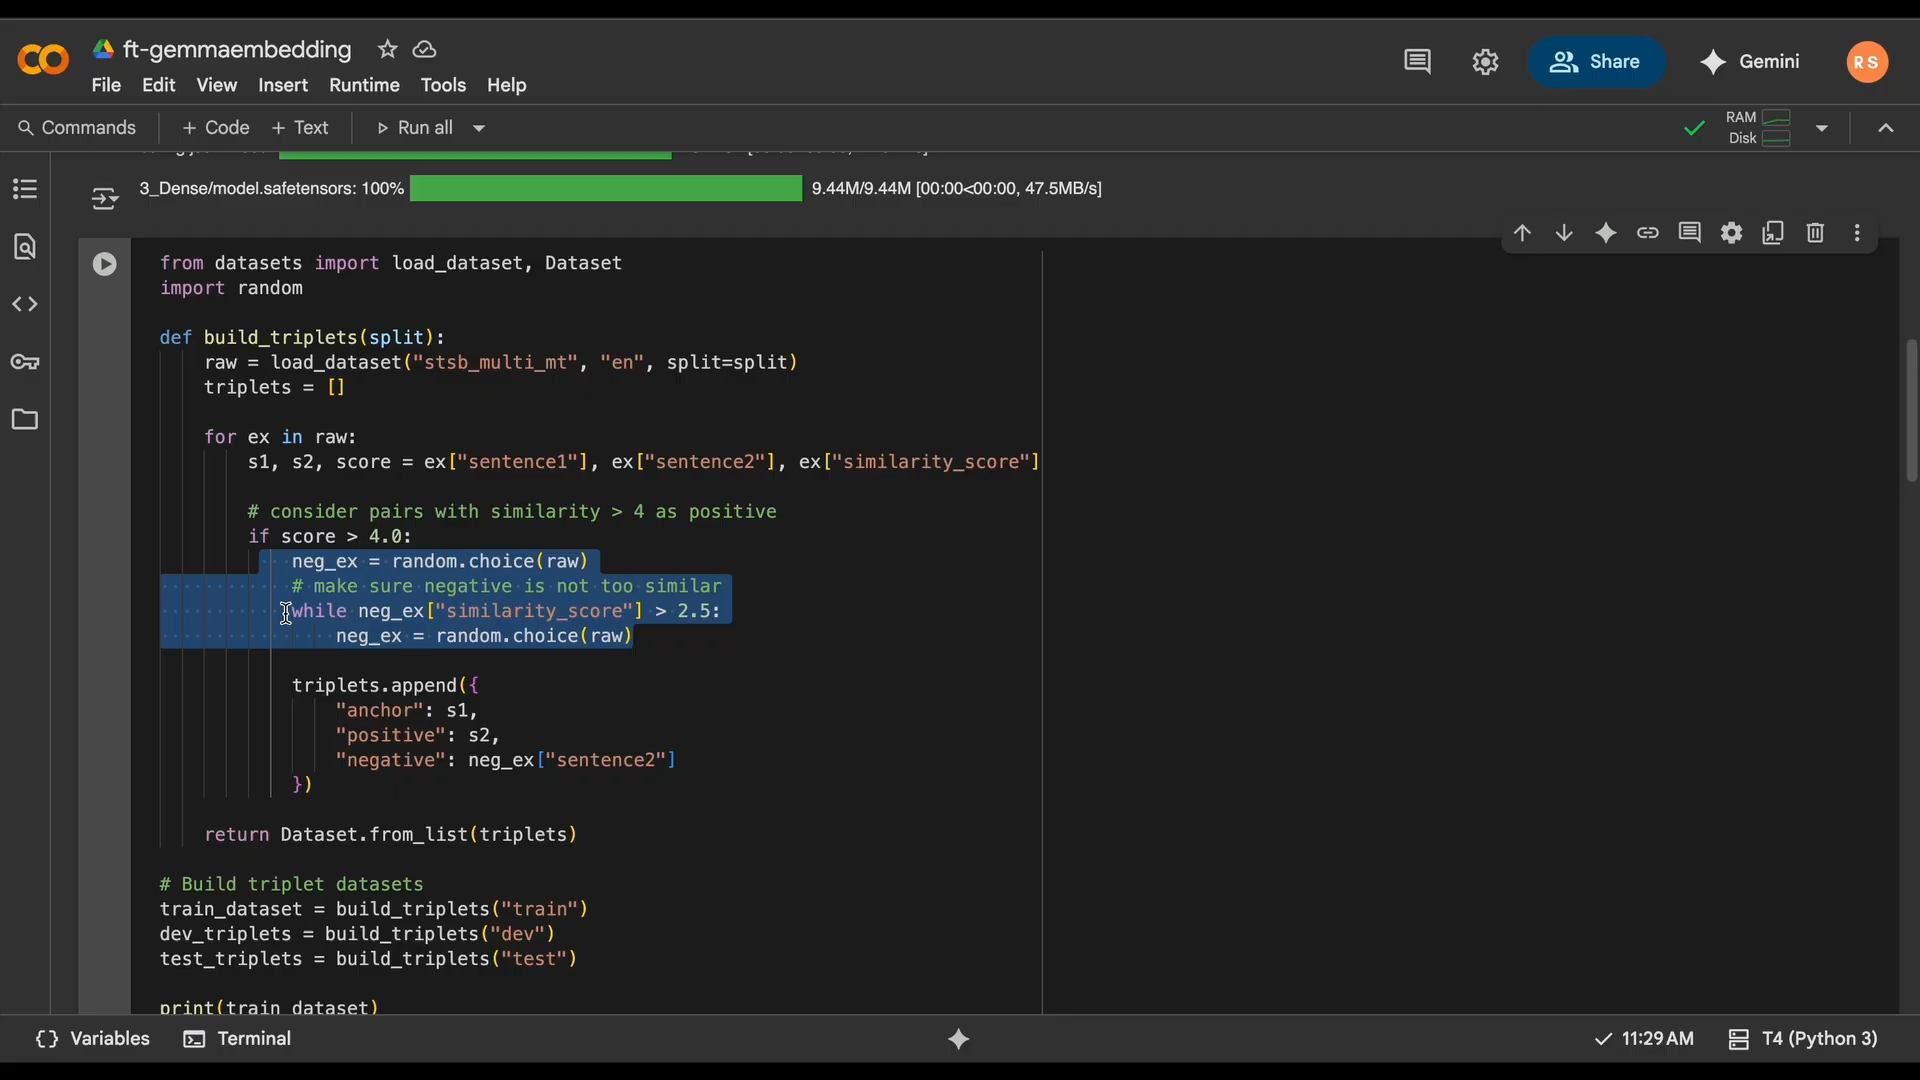 ft-gemmaembedding
File Edit View Insert Runtime Tools Help
Share
Gemini
RS
Commands + Code + Text Run all
RAM
Disk
3_Dense/model.safetensors: 100% 9.44M/9.44M [00:00<00:00, 47.5MB/s]
from datasets import load_dataset, Dataset
import random
def build_triplets(split):
raw = load_dataset("stsb_multi_mt", "en", split=split)
triplets = []
for ex in raw:
s1, s2, score = ex["sentence1"], ex["sentence2"], ex["similarity_score"]
# consider pairs with similarity > 4 as positive
if score > 4.0:
neg_ex = random.choice(raw)
# make sure negative is not too similar
while neg_ex["similarity_score"] > 2.5:
neg_ex = random.choice(raw)
triplets.append({
"anchor": s1,
"positive": s2,
"negative": neg_ex["sentence2"]
})
return Dataset.from_list(triplets)
# Build triplet datasets
train_dataset = build_triplets("train")
dev_triplets = build_triplets("dev")
test_triplets = build_triplets("test")
print(train_dataset)
{} Variables Terminal
11:29 AM T4 (Python 3)